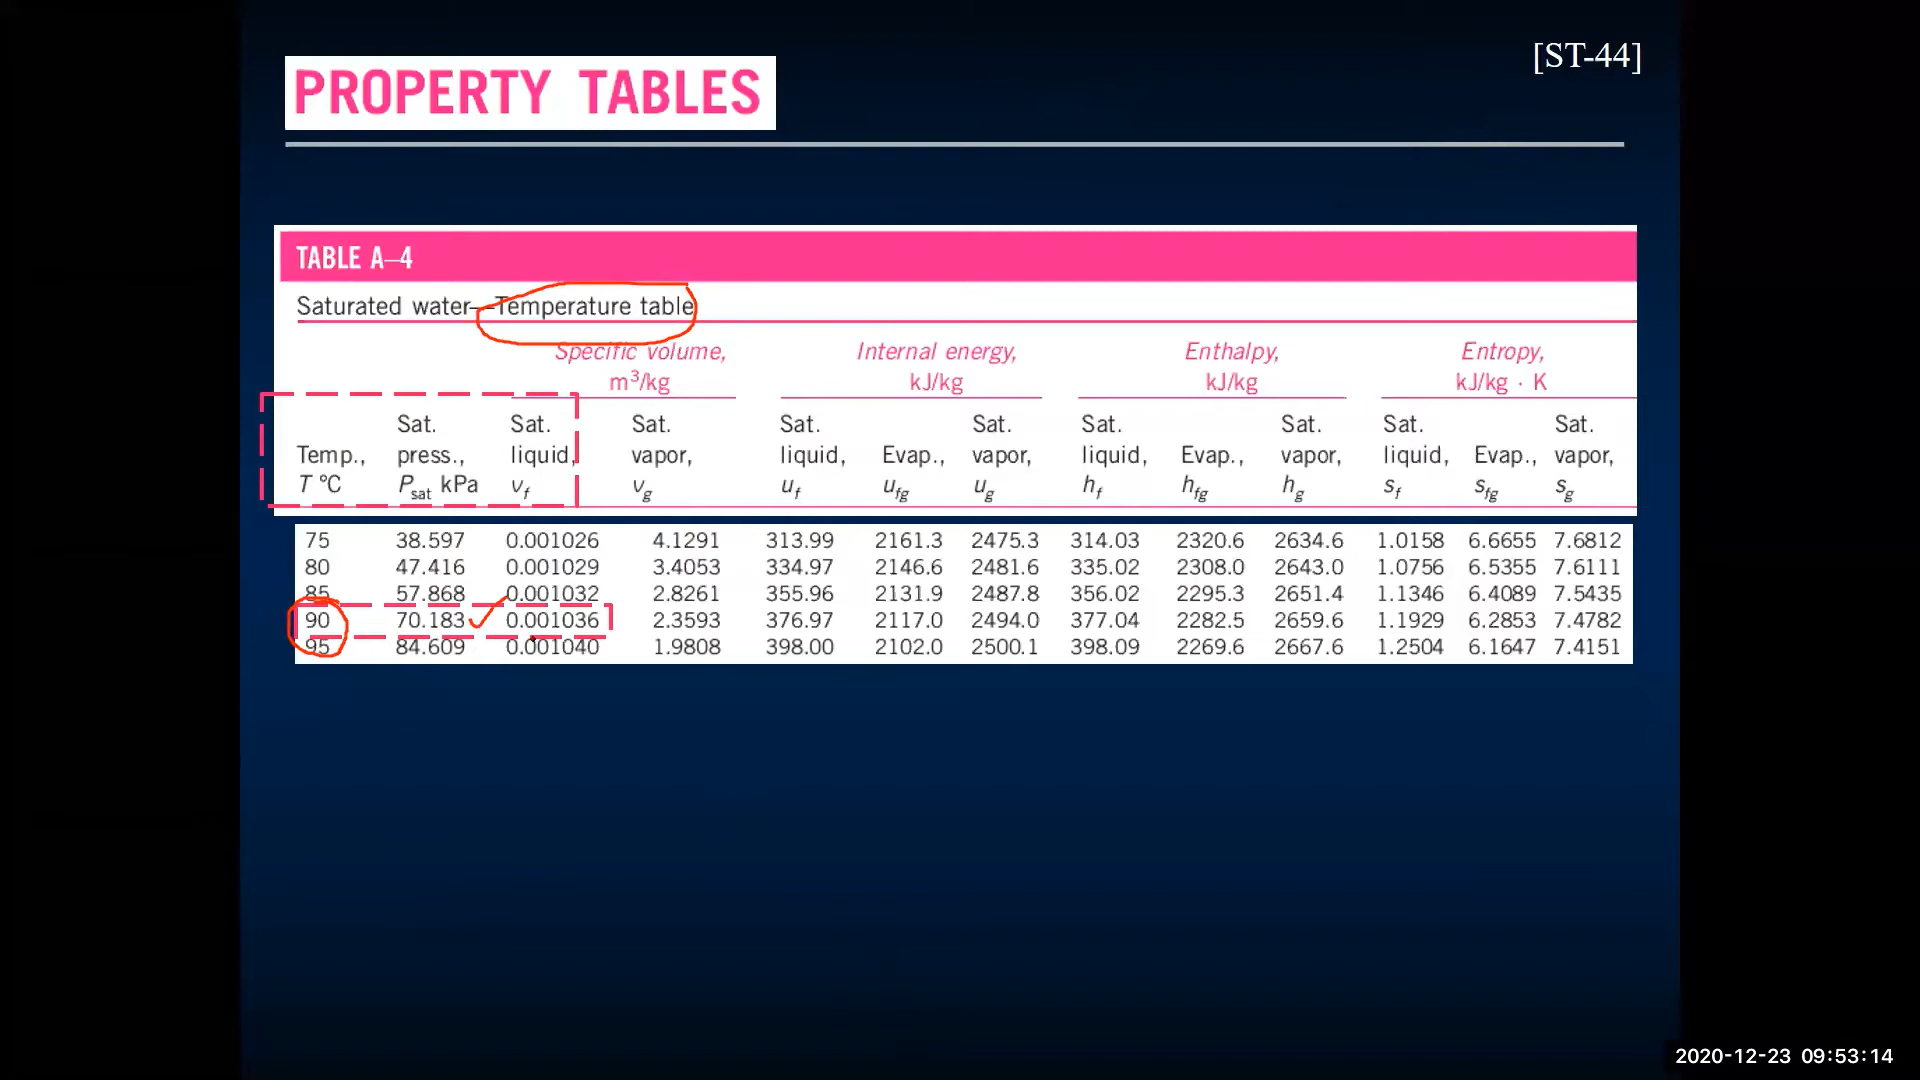 [ST-44]
PROPERTY TABLES
TABLE A–4
Saturated water—Temperature table
Specific volume, Internal energy, Enthalpy, Entropy,
m³/kg kJ/kg kJ/kg kJ/kg · K
Sat. Sat. Sat. Sat. Sat. Sat. Sat. Sat. Sat.
Temp., press., liquid, vapor, liquid, Evap., vapor, liquid, Evap., vapor, liquid, Evap., vapor,
T °C Psat kPa vf vg uf ufg ug hf hfg hg sf sfg sg
75 38.597 0.001026 4.1291 313.99 2161.3 2475.3 314.03 2320.6 2634.6 1.0158 6.6655 7.6812
80 47.416 0.001029 3.4053 334.97 2146.6 2481.6 335.02 2308.0 2643.0 1.0756 6.5355 7.6111
85 57.868 0.001032 2.8261 355.96 2131.9 2487.8 356.02 2295.3 2651.4 1.1346 6.4089 7.5435
90 70.183 0.001036 2.3593 376.97 2117.0 2494.0 377.04 2282.5 2659.6 1.1929 6.2853 7.4782
95 84.609 0.001040 1.9808 398.00 2102.0 2500.1 398.09 2269.6 2667.6 1.2504 6.1647 7.4151
2020-12-23 09:53:14